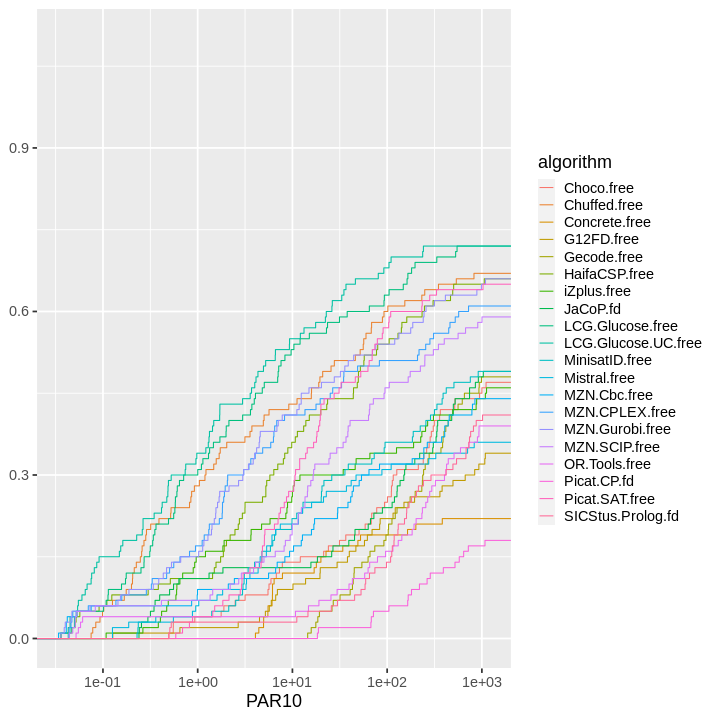 0.9
0.6
0.3
0.0
1e-01 1e+00 1e+01 1e+02 1e+03
PAR10
algorithm
Choco.free
Chuffed.free
Concrete.free
G12FD.free
Gecode.free
HaifaCSP.free
iZplus.free
JaCoP.fd
LCG.Glucose.free
LCG.Glucose.UC.free
MinisatID.free
Mistral.free
MZN.Cbc.free
MZN.CPLEX.free
MZN.Gurobi.free
MZN.SCIP.free
OR.Tools.free
Picat.CP.fd
Picat.SAT.free
SICStus.Prolog.fd